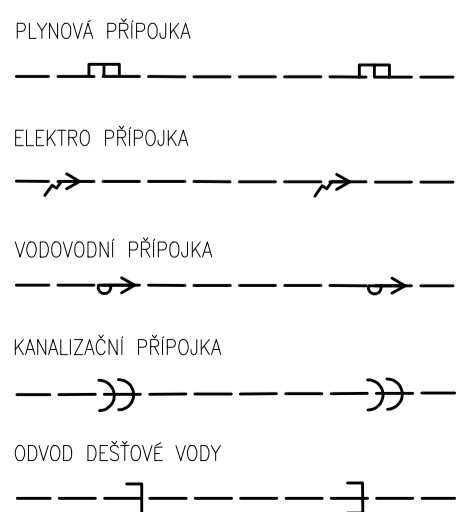 PLYNOVÁ PŘÍPOJKA
ELEKTRO PŘÍPOJKA
VODOVODNÍ PŘÍPOJKA
KANALIZAČNÍ PŘÍPOJKA
ODVOD DEŠŤOVÉ VODY